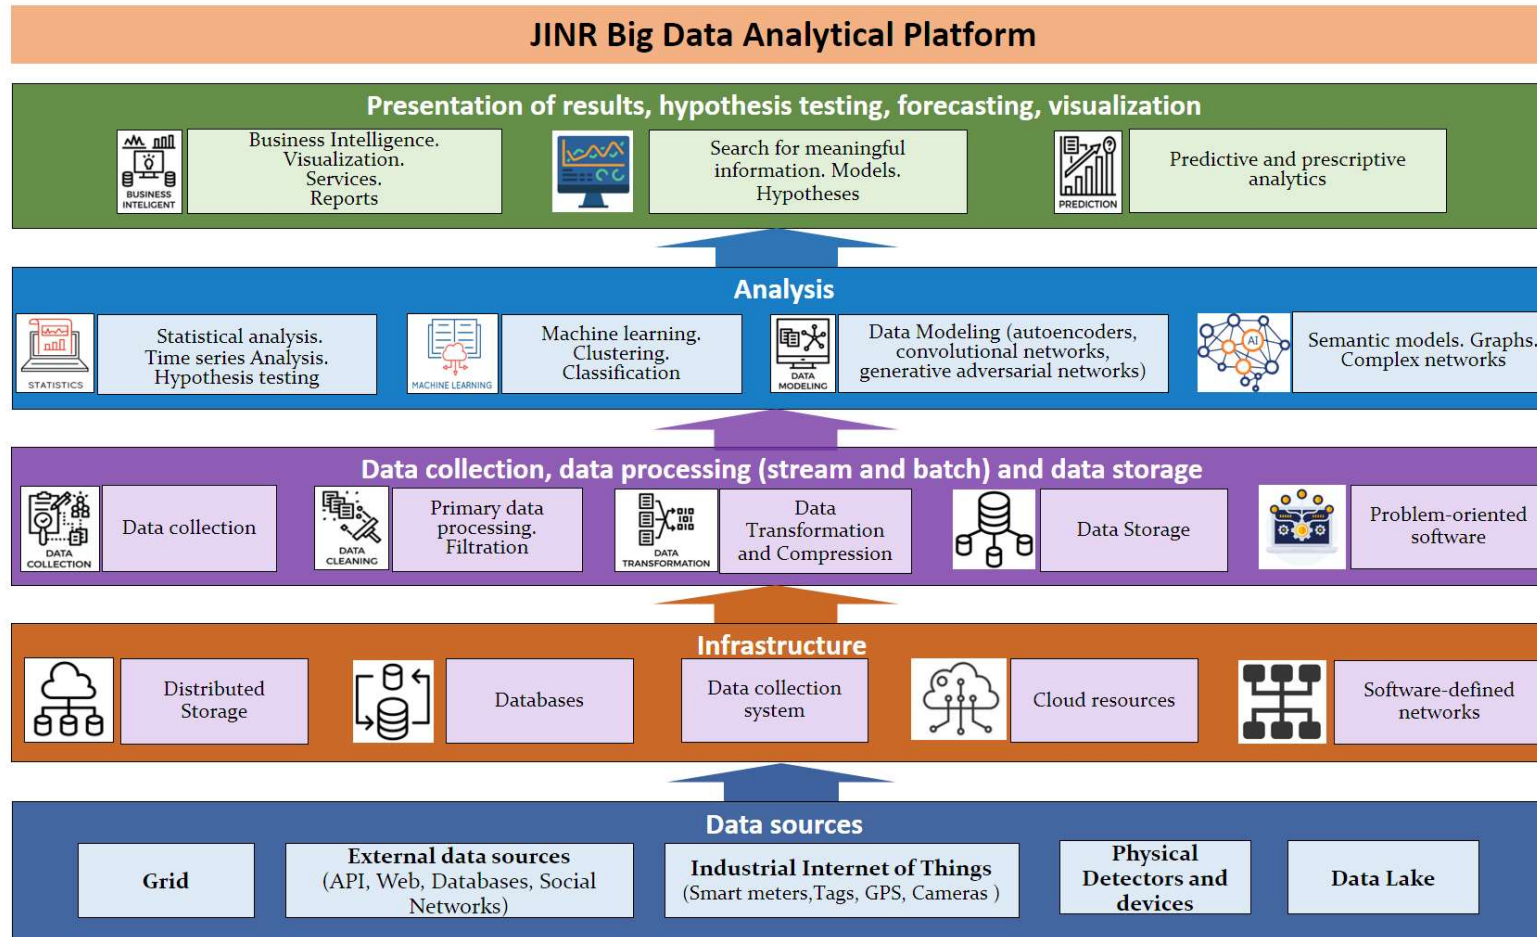 JINR Big Data Analytical Platform
Presentation of results, hypothesis testing, forecasting, visualization
BUSINESS
INTELIGENT
Business Intelligence.
Visualization.
Services.
Reports
Search for meaningful
information. Models.
Hypotheses
PREDICTION
Predictive and prescriptive
analytics
Analysis
STATISTICS
Statistical analysis.
Time series Analysis.
Hypothesis testing
MACHINE LEARNING
Machine learning.
Clustering.
Classification
DATA
MODELING
Data Modeling (autoencoders,
convolutional networks,
generative adversarial networks)
AI
Semantic models. Graphs.
Complex networks
Data collection, data processing (stream and batch) and data storage
DATA
COLLECTION
Data collection
DATA
CLEANING
Primary data
processing.
Filtration
010
101
010
DATA
TRANSFORMATION
Data
Transformation
and Compression
Data Storage
Problem-oriented
software
Infrastructure
Distributed
Storage
Databases
Data collection
system
Cloud resources
Software-defined
networks
Data sources
Grid
External data sources
(API, Web, Databases, Social
Networks)
Industrial Internet of Things
(Smart meters,Tags, GPS, Cameras )
Physical
Detectors and
devices
Data Lake